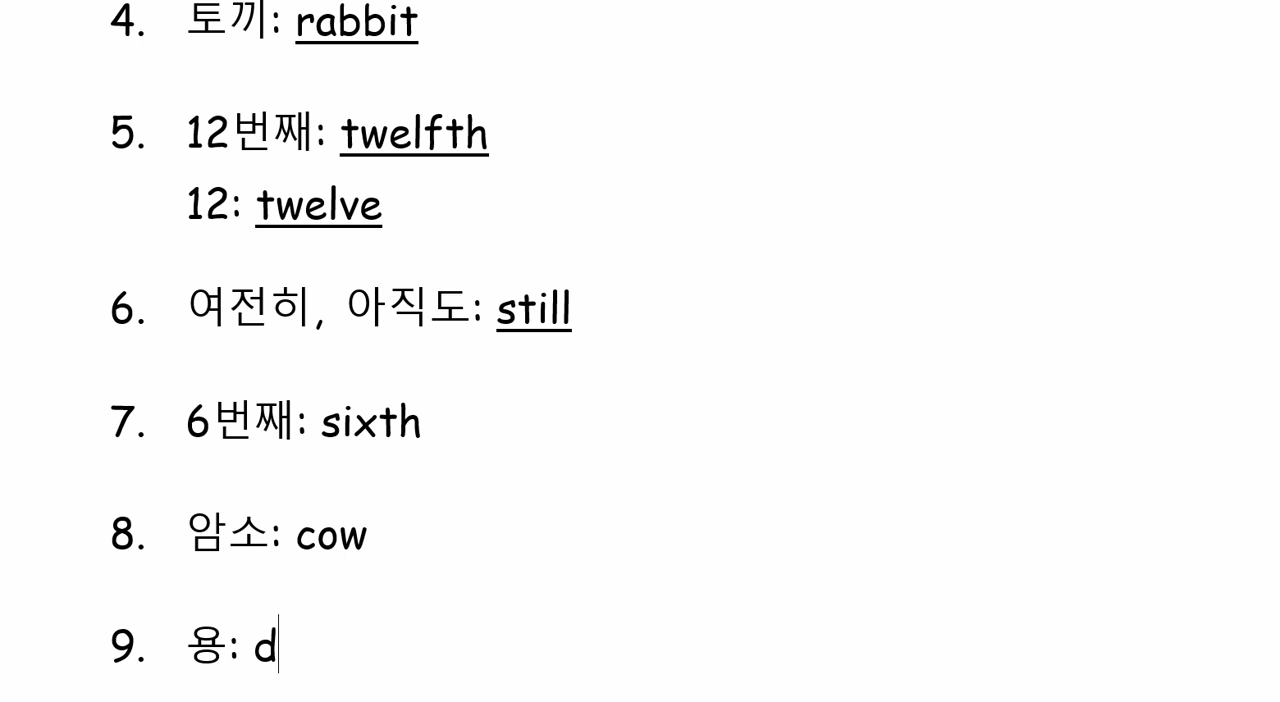 4. 토끼: rabbit
5. 12번째: twelfth
12: twelve
6. 여전히, 아직도: still
7. 6번째: sixth
8. 암소: cow
9. 용: d